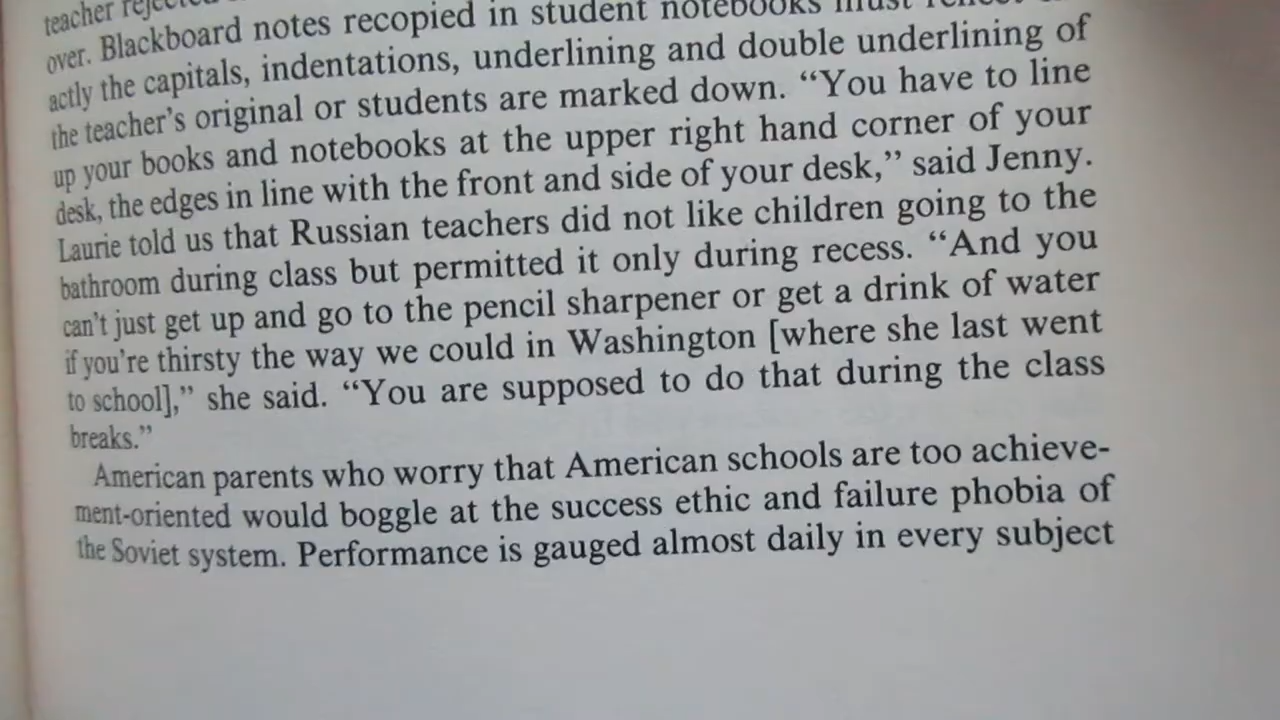 teacher
over. Blackboard notes recopied in student notebooks must
actly the capitals, indentations, underlining and double underlining of
the teacher's original or students are marked down. “You have to line
up your books and notebooks at the upper right hand corner of your
desk, the edges in line with the front and side of your desk,” said Jenny.
Laurie told us that Russian teachers did not like children going to the
bathroom during class but permitted it only during recess. “And you
can't just get up and go to the pencil sharpener or get a drink of water
if you're thirsty the way we could in Washington [where she last went
to school],” she said. “You are supposed to do that during the class
breaks.”
American parents who worry that American schools are too achieve-
ment-oriented would boggle at the success ethic and failure phobia of
the Soviet system. Performance is gauged almost daily in every subject